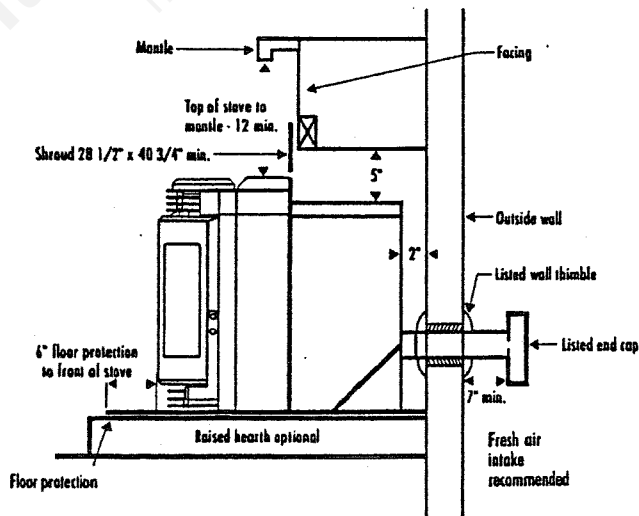 Mantle
Facing
Top of stove to
mantle - 12 min.
Shroud 28 1/2" x 40 3/4" min.
5"
Outside wall
2"
Listed wall thimble
Listed end cap
6" floor protection
to front of stove
7" min.
Raised hearth optional
Fresh air
intake
recommended
Floor protection